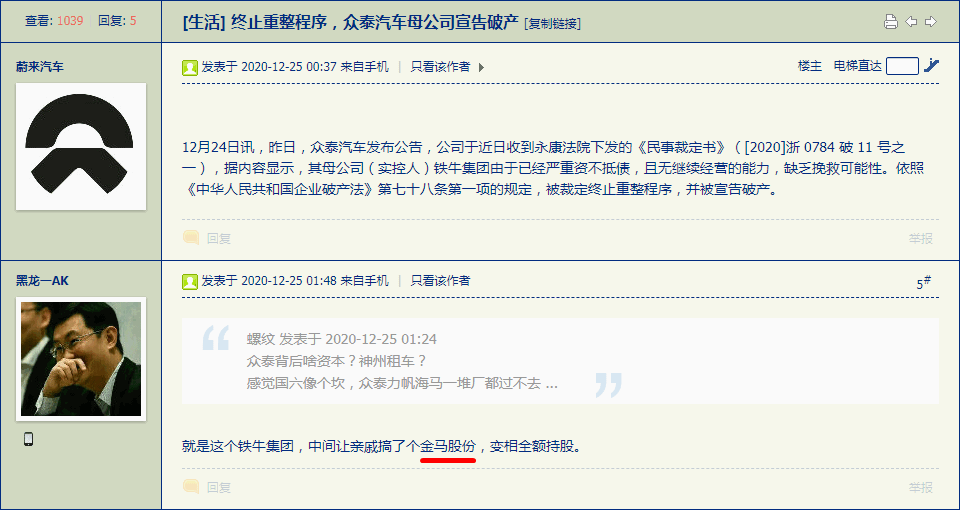 查看: 1039 回复: 5
[生活] 终止重整程序，众泰汽车母公司宣告破产 [复制链接]
蔚来汽车
发表于 2020-12-25 00:37 来自手机 | 只看该作者
楼主 电梯直达
12月24日讯，昨日，众泰汽车发布公告，公司于近日收到永康法院下发的《民事裁定书》（ [2020]浙 0784 破 11 号之
一），据内容显示，其母公司（实控人）铁牛集团由于已经严重资不抵债，且无继续经营的能力，缺乏挽救可能性。依照
《中华人民共和国企业破产法》第七十八条第一项的规定，被裁定终止重整程序，并被宣告破产。
回复
举报
黑龙一AK
发表于 2020-12-25 01:48 来自手机 | 只看该作者
5#
螺纹 发表于 2020-12-25 01:24
众泰背后啥资本？神州租车？
感觉国六像个坎，众泰力帆海马一堆厂都过不去 ...
就是这个铁牛集团，中间让亲戚搞了个金马股份，变相全额持股。
回复
举报